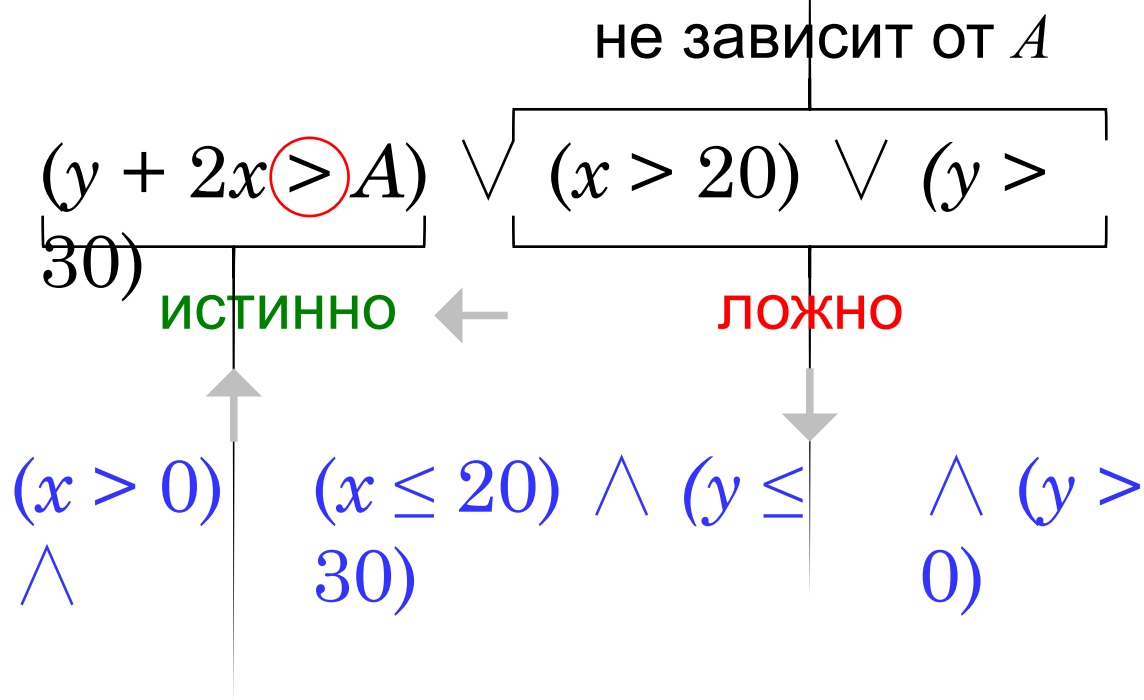 не зависит от A
(y + 2x > A) ∨ (x > 20) ∨ (y >
30)
истинно ложно
(x > 0) (x ≤ 20) ∧ (y ≤ ∧ (y >
∧ 30) 0)